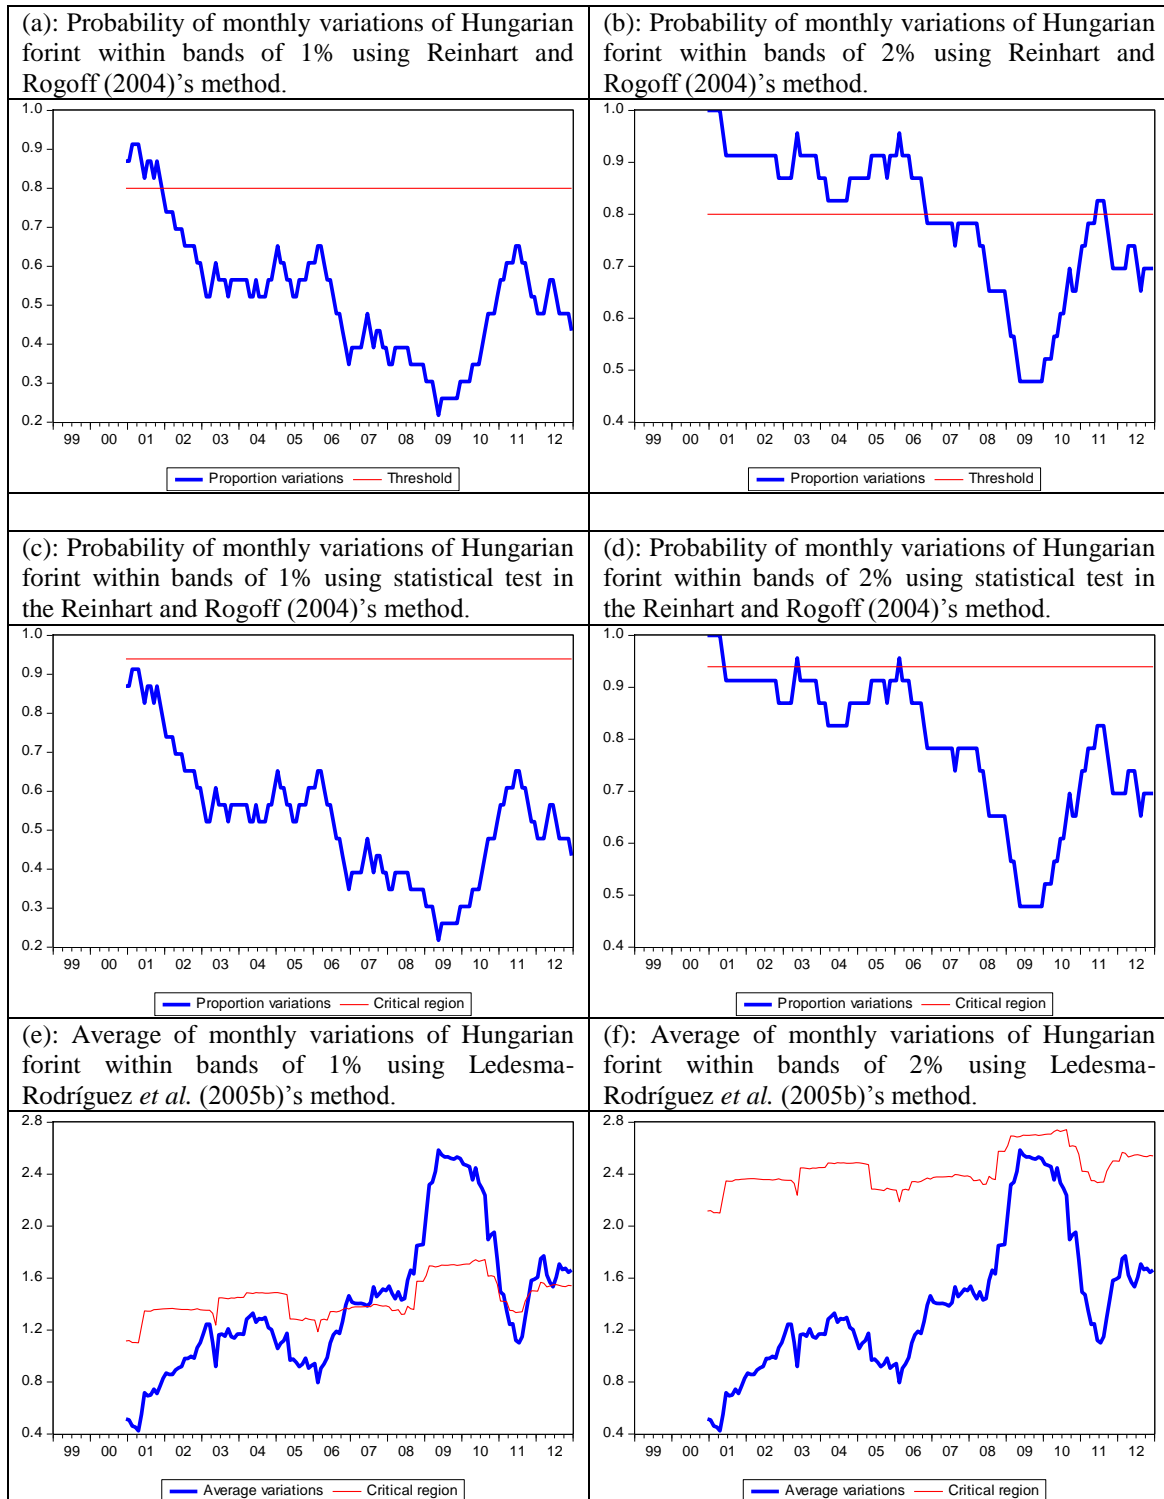 (a): Probability of monthly variations of Hungarian
forint within bands of 1% using Reinhart and
Rogoff (2004)'s method.
(b): Probability of monthly variations of Hungarian
forint within bands of 2% using Reinhart and
Rogoff (2004)'s method.
1.0
0.9
0.8
0.7
0.6
0.5
0.4
0.3
0.2
99 00 01 02 03 04 05 06 07 08 09 10 11 12
Proportion variations Threshold
1.0
0.9
0.8
0.7
0.6
0.5
0.4
99 00 01 02 03 04 05 06 07 08 09 10 11 12
Proportion variations Threshold
(c): Probability of monthly variations of Hungarian
forint within bands of 1% using statistical test in
the Reinhart and Rogoff (2004)'s method.
(d): Probability of monthly variations of Hungarian
forint within bands of 2% using statistical test in
the Reinhart and Rogoff (2004)'s method.
1.0
0.9
0.8
0.7
0.6
0.5
0.4
0.3
0.2
99 00 01 02 03 04 05 06 07 08 09 10 11 12
Proportion variations Critical region
1.0
0.9
0.8
0.7
0.6
0.5
0.4
99 00 01 02 03 04 05 06 07 08 09 10 11 12
Proportion variations Critical region
(e): Average of monthly variations of Hungarian
forint within bands of 1% using Ledesma-
Rodríguez et al. (2005b)'s method.
(f): Average of monthly variations of Hungarian
forint within bands of 2% using Ledesma-
Rodríguez et al. (2005b)'s method.
2.8
2.4
2.0
1.6
1.2
0.8
0.4
99 00 01 02 03 04 05 06 07 08 09 10 11 12
Average variations Critical region
2.8
2.4
2.0
1.6
1.2
0.8
0.4
99 00 01 02 03 04 05 06 07 08 09 10 11 12
Average variations Critical region